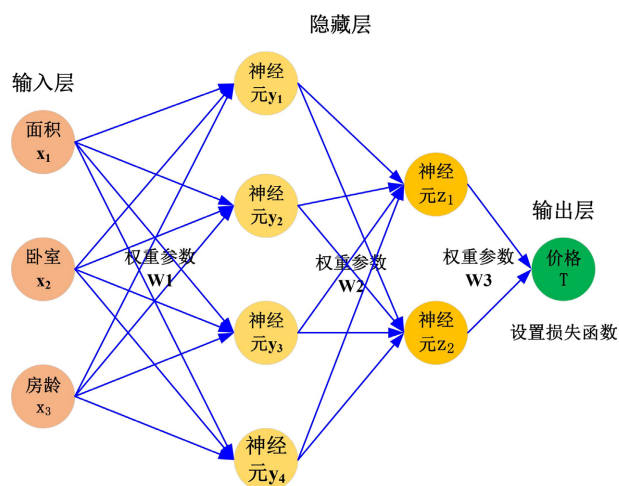 隐藏层
输入层
神经
元y₁
面积
x₁
神经
元z₁
神经
元y₂
输出层
卧室
x₂
权重参数
W1
权重参数
W2
权重参数
W3
价格
T
神经
元y₃
神经
元z₂
设置损失函数
房龄
x₃
神经
元y₄